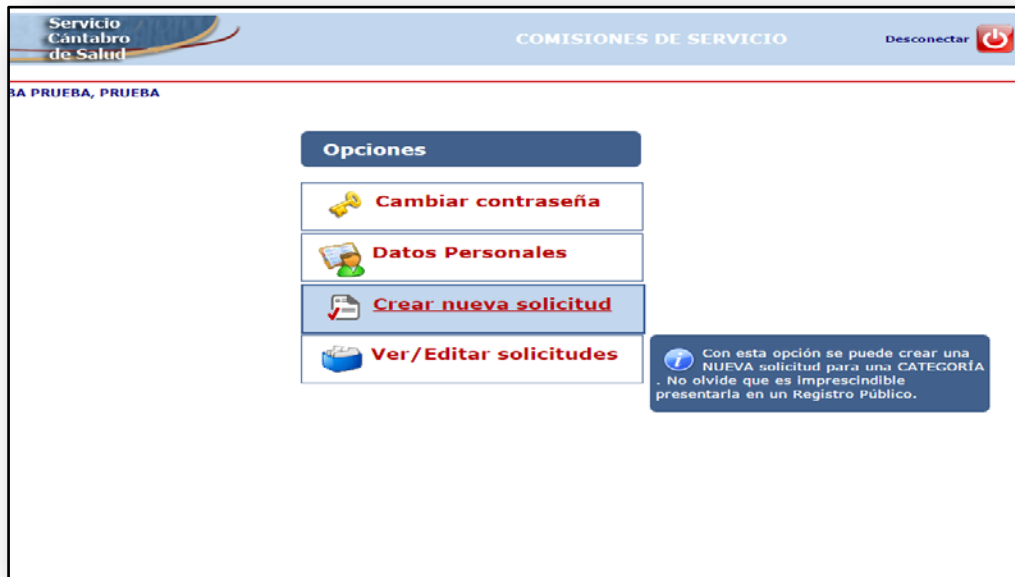 Servicio
Cántabro
de Salud
COMISIONES DE SERVICIO
Desconectar
BA PRUEBA, PRUEBA
Opciones
Cambiar contraseña
Datos Personales
Crear nueva solicitud
Ver/Editar solicitudes
Con esta opción se puede crear una
NUEVA solicitud para una CATEGORÍA
. No olvide que es imprescindible
presentarla en un Registro Público.